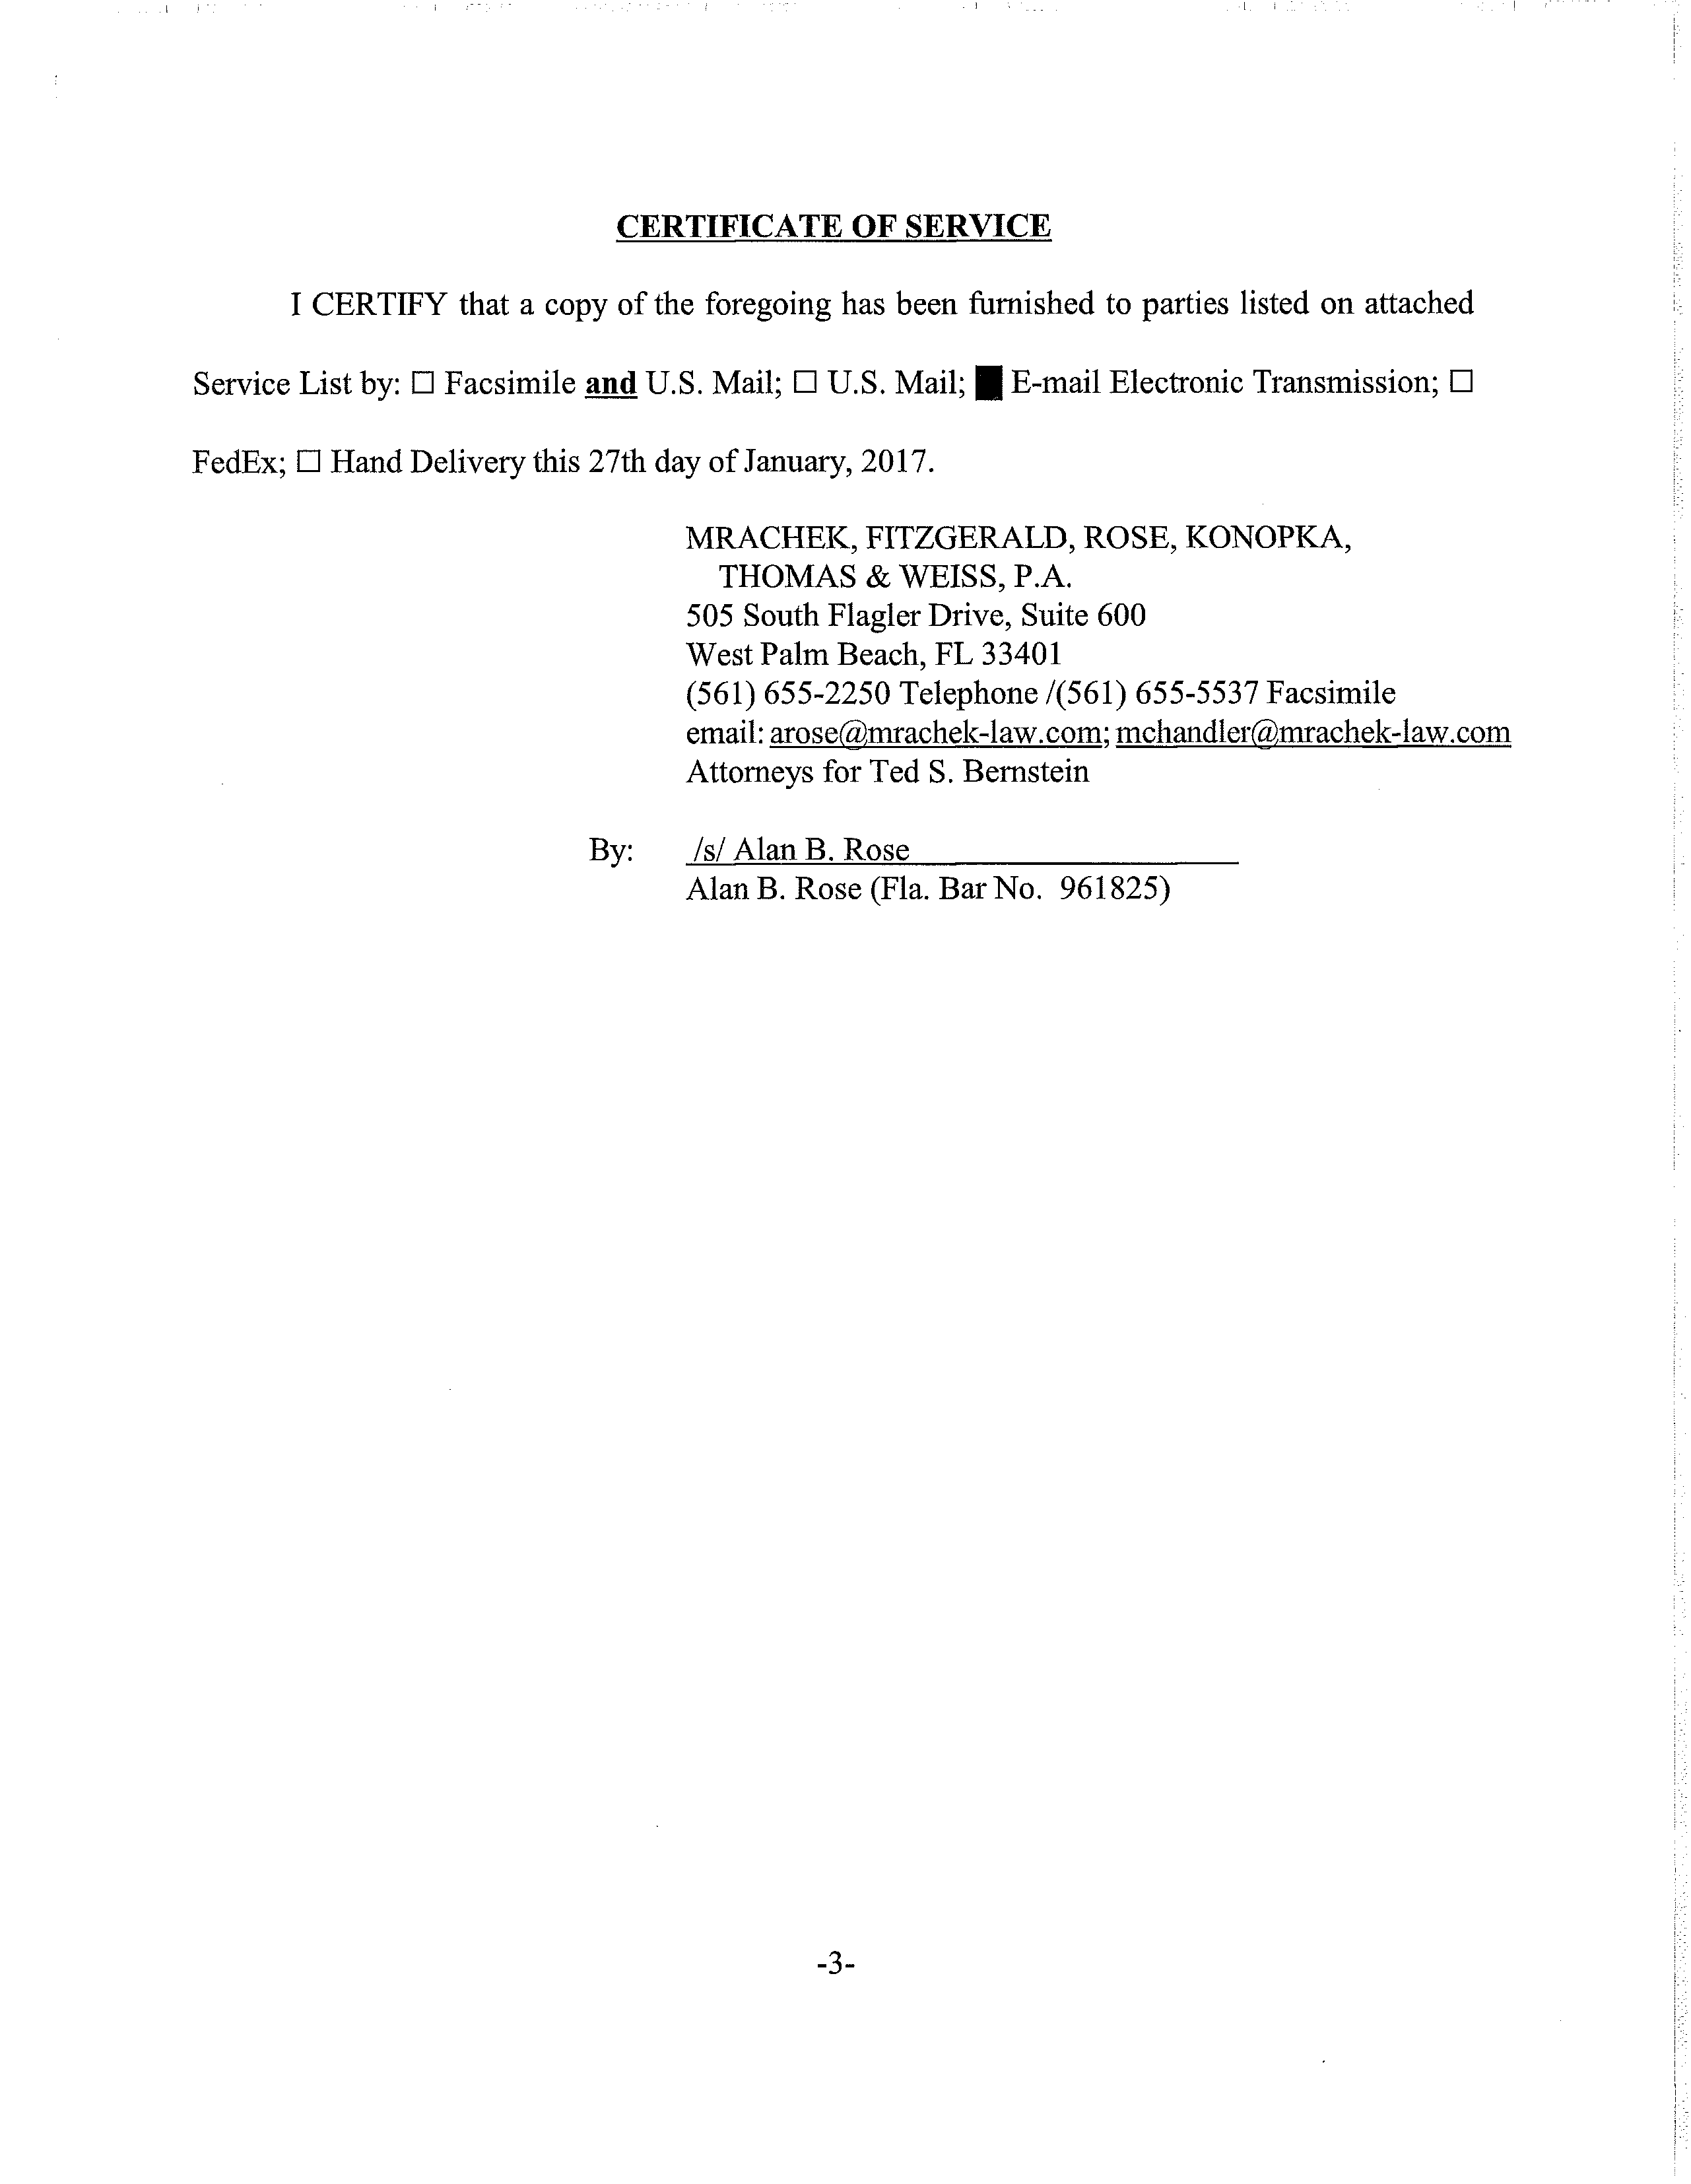 CERTIFICATE OF SERVICE
I CERTIFY that a copy of the foregoing has been furnished to parties listed on attached
Service List by: ☐ Facsimile and U.S. Mail; ☐ U.S. Mail; ■ E-mail Electronic Transmission; ☐
FedEx; ☐ Hand Delivery this 27th day of January, 2017.
MRACHEK, FITZGERALD, ROSE, KONOPKA,
THOMAS & WEISS, P.A.
505 South Flagler Drive, Suite 600
West Palm Beach, FL 33401
(561) 655-2250 Telephone /(561) 655-5537 Facsimile
email: arose@mrachek-law.com; mchandler@mrachek-law.com
Attorneys for Ted S. Bernstein
By: /s/ Alan B. Rose
Alan B. Rose (Fla. Bar No. 961825)
-3-